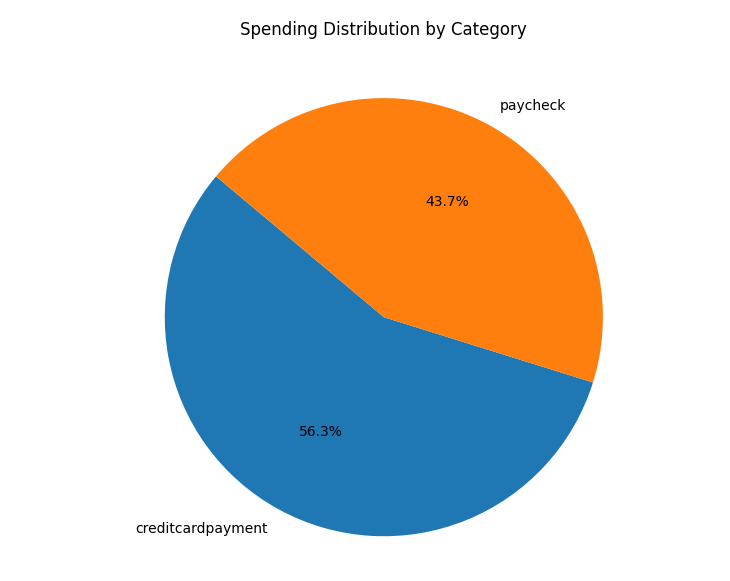 Spending Distribution by Category
paycheck
43.7%
56.3%
creditcardpayment